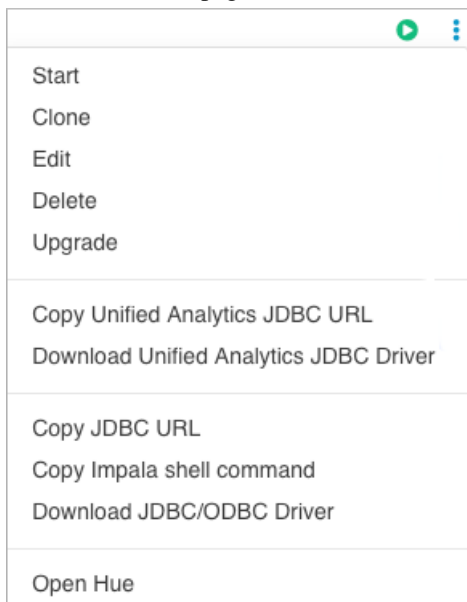 Start
Clone
Edit
Delete
Upgrade
Copy Unified Analytics JDBC URL
Download Unified Analytics JDBC Driver
Copy JDBC URL
Copy Impala shell command
Download JDBC/ODBC Driver
Open Hue